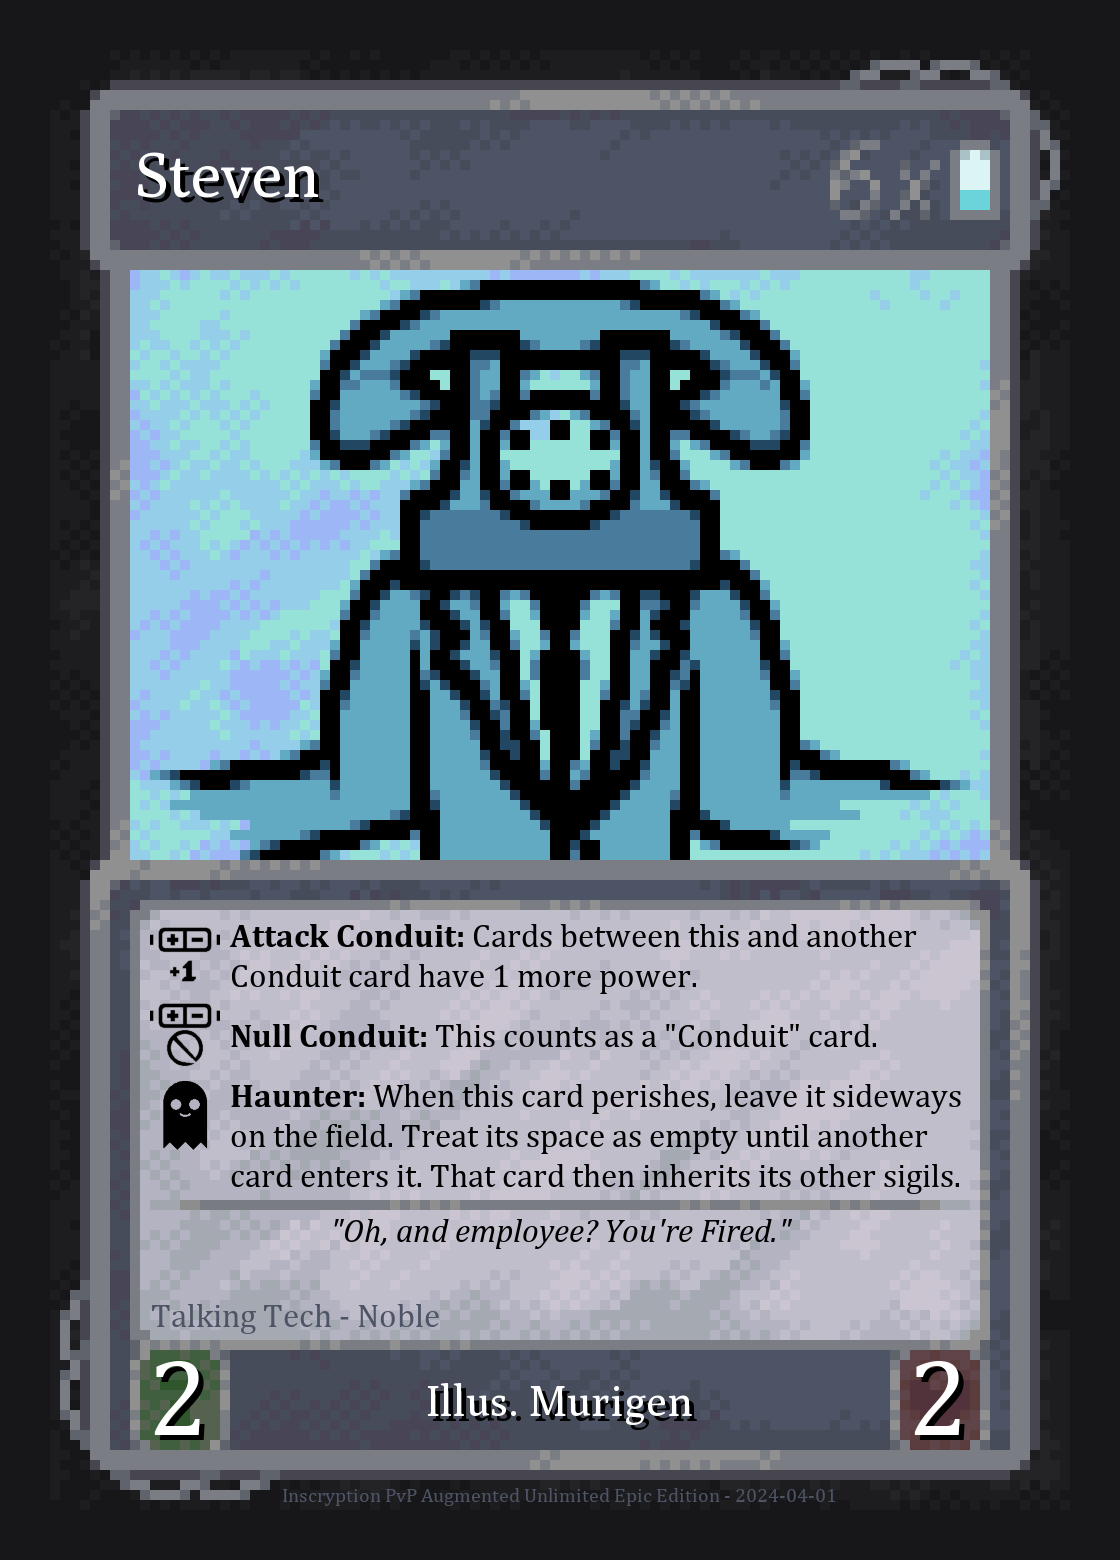 Steven 6x
Attack Conduit: Cards between this and another
Conduit card have 1 more power.
+1
Null Conduit: This counts as a "Conduit" card.
Haunter: When this card perishes, leave it sideways
on the field. Treat its space as empty until another
card enters it. That card then inherits its other sigils.
"Oh, and employee? You're Fired."
Talking Tech - Noble
2 Illus. Murigen 2
Inscryption PvP Augmented Unlimited Epic Edition - 2024-04-01